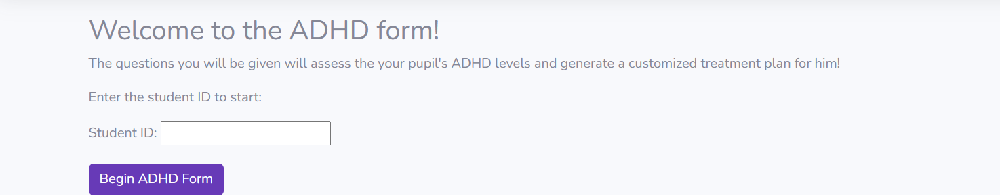 Welcome to the ADHD form!
The questions you will be given will assess the your pupil's ADHD levels and generate a customized treatment plan for him!
Enter the student ID to start:
Student ID:
Begin ADHD Form